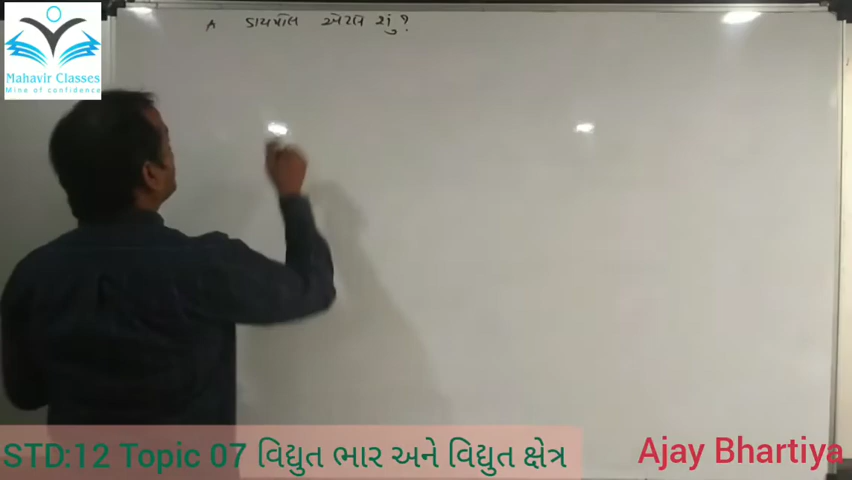 A ડાયપોલ એટલે શું?
Mahavir Classes
Mine of confidence
STD:12 Topic 07 વિદ્યુત ભાર અને વિદ્યુત ક્ષેત્ર
Ajay Bhartiya